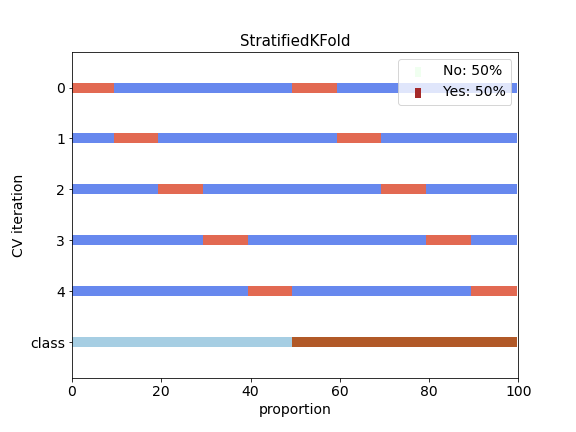 StratifiedKFold
No: 50%
Yes: 50%
0
1
2
3
4
class
CV iteration
0 20 40 60 80 100
proportion